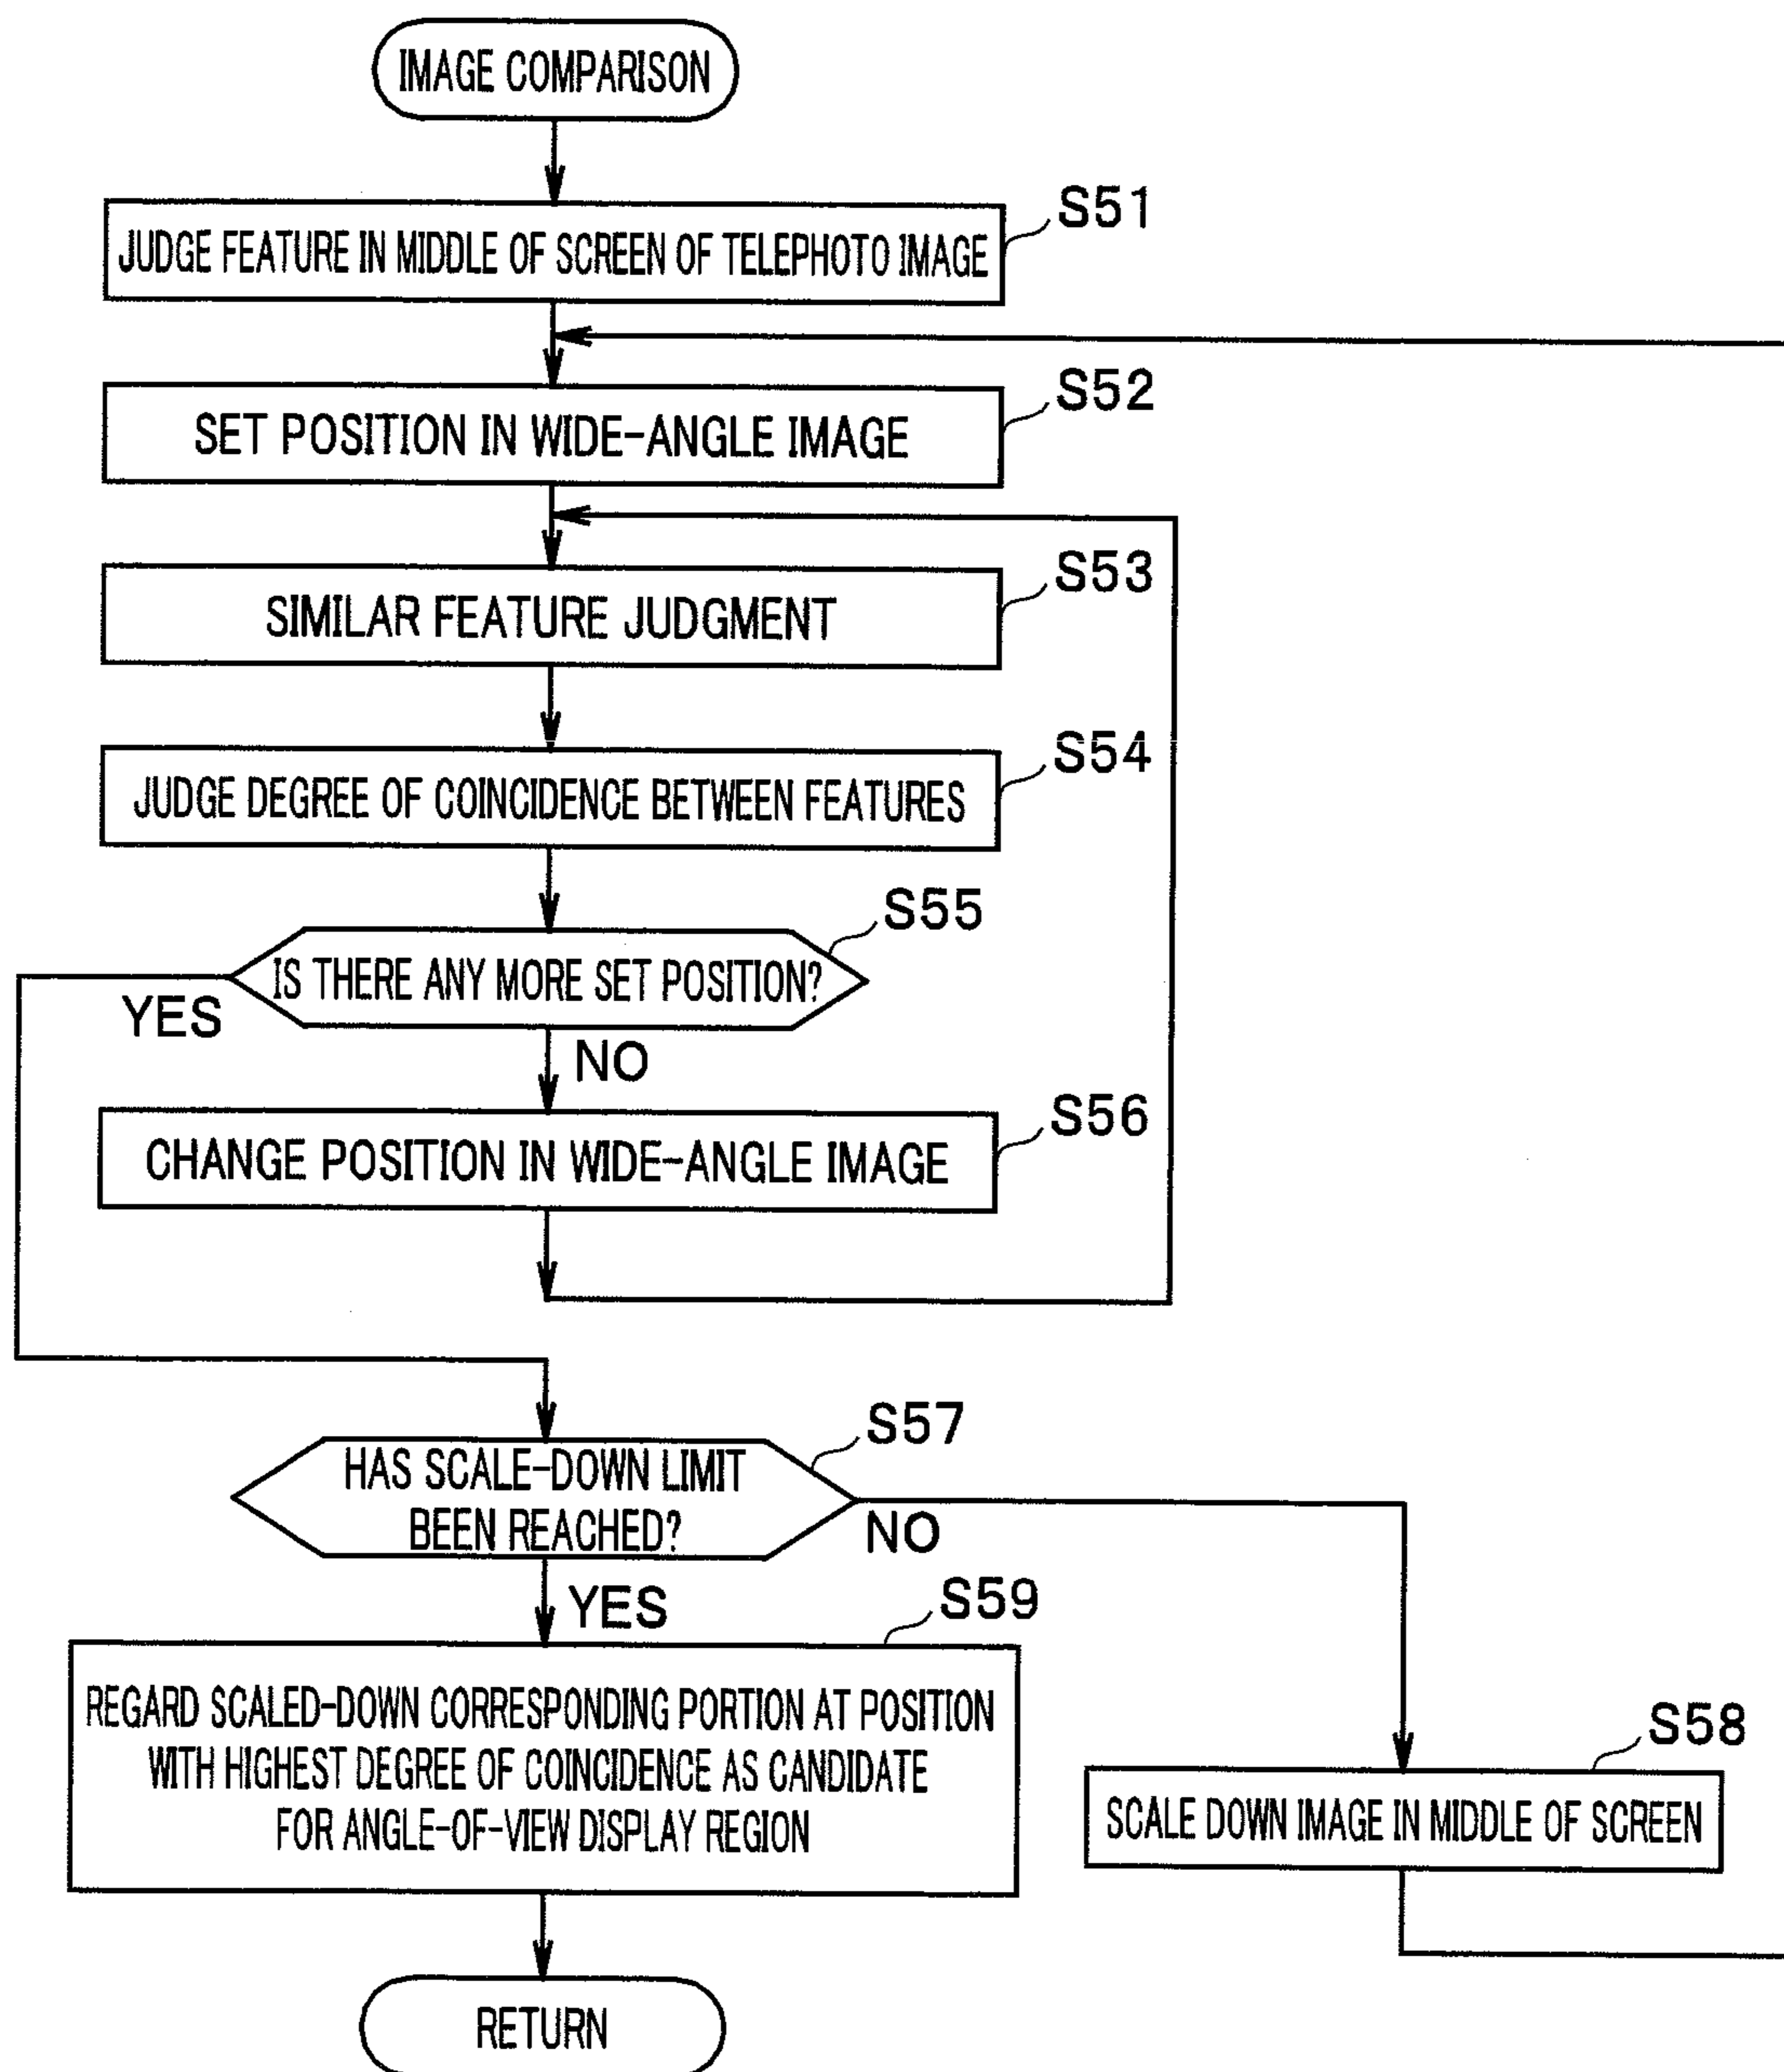 IMAGE COMPARISON
S51
JUDGE FEATURE IN MIDDLE OF SCREEN OF TELEPHOTO IMAGE
S52
SET POSITION IN WIDE-ANGLE IMAGE
S53
SIMILAR FEATURE JUDGMENT
S54
JUDGE DEGREE OF COINCIDENCE BETWEEN FEATURES
S55
IS THERE ANY MORE SET POSITION?
YES
NO
S56
CHANGE POSITION IN WIDE-ANGLE IMAGE
S57
HAS SCALE-DOWN LIMIT
BEEN REACHED?
NO
YES
S59
REGARD SCALED-DOWN CORRESPONDING PORTION AT POSITION
WITH HIGHEST DEGREE OF COINCIDENCE AS CANDIDATE
FOR ANGLE-OF-VIEW DISPLAY REGION
S58
SCALE DOWN IMAGE IN MIDDLE OF SCREEN
RETURN